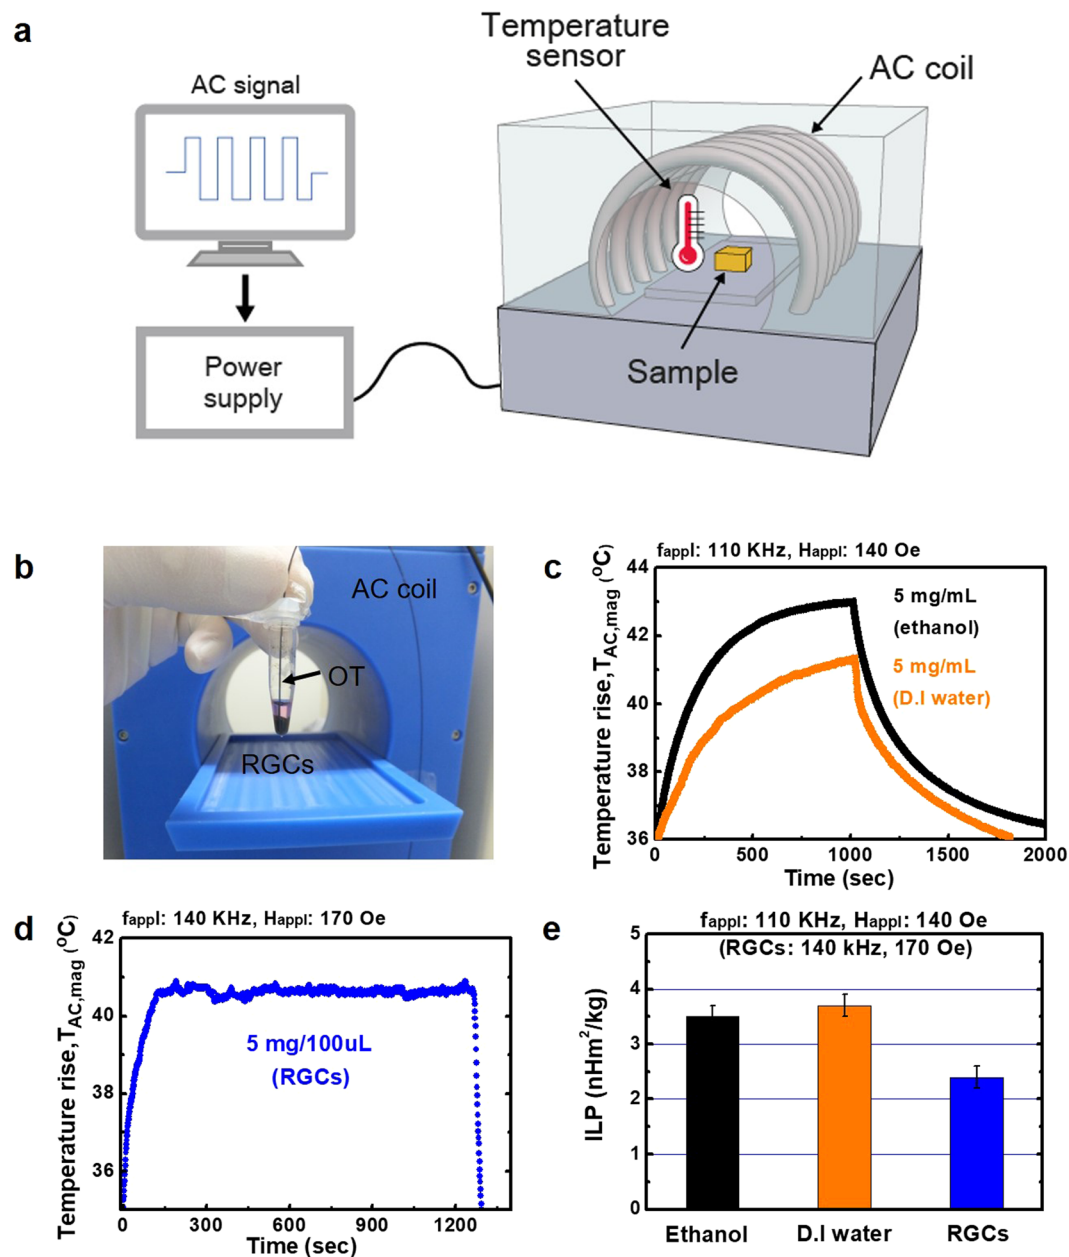 a
Temperature
sensor
AC coil
AC signal
Power
supply
Sample
b
AC coil
OT
RGCs
c
fappl: 110 KHz, Happl: 140 Oe
Temperature rise, TAC,mag (oC)
44
42
40
38
36
5 mg/mL
(ethanol)
5 mg/mL
(D.I water)
0
500
1000
1500
2000
Time (sec)
d
fappl: 140 KHz, Happl: 170 Oe
Temperature rise, TAC,mag (oC)
42
40
38
36
5 mg/100uL
(RGCs)
0
300
600
900
1200
Time (sec)
e
fappl: 110 KHz, Happl: 140 Oe
(RGCs: 140 kHz, 170 Oe)
ILP (nHm2/kg)
5
4
3
2
1
0
Ethanol
D.I water
RGCs